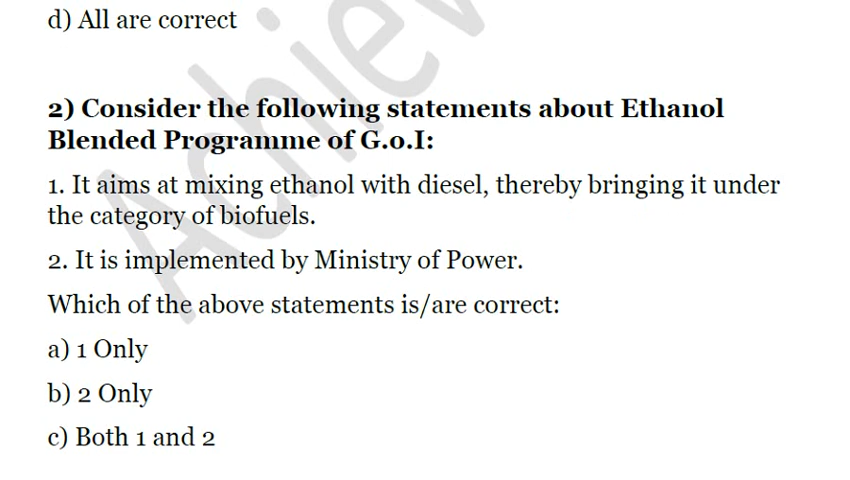 d) All are correct
2) Consider the following statements about Ethanol
Blended Programme of G.o.I:
1. It aims at mixing ethanol with diesel, thereby bringing it under
the category of biofuels.
2. It is implemented by Ministry of Power.
Which of the above statements is/are correct:
a) 1 Only
b) 2 Only
c) Both 1 and 2
Achiev